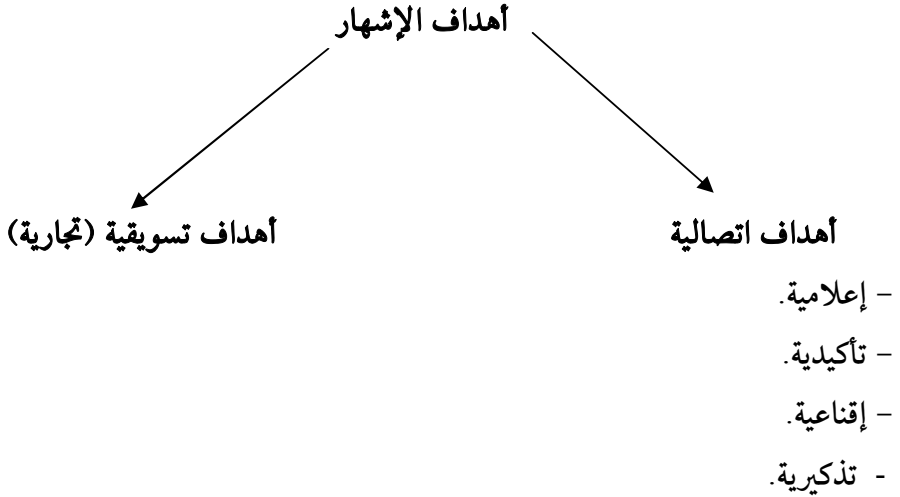 أهداف الإشهار
أهداف اتصالية
أهداف تسويقية (تجارية)
– إعلامية.
– تأكيدية.
– إقناعية.
- تذكيرية.